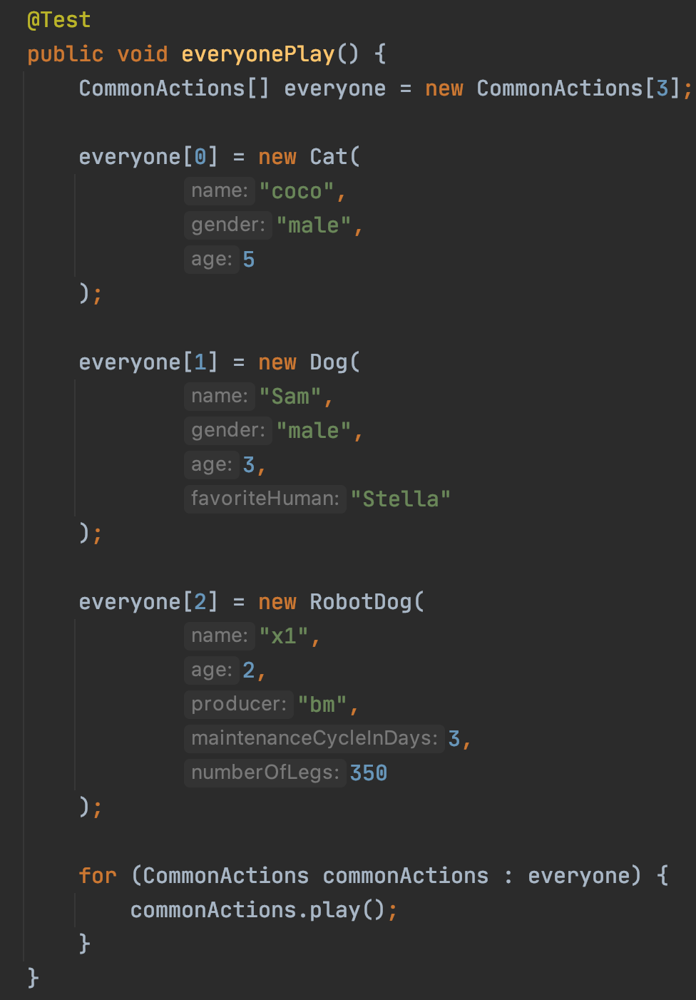 @Test
public void everyonePlay() {
CommonActions[] everyone = new CommonActions[3];
everyone[0] = new Cat(
name: "coco",
gender: "male",
age: 5
);
everyone[1] = new Dog(
name: "Sam",
gender: "male",
age: 3,
favoriteHuman: "Stella"
);
everyone[2] = new RobotDog(
name: "x1",
age: 2,
producer: "bm",
maintenanceCycleInDays: 3,
numberOfLegs: 350
);
for (CommonActions commonActions : everyone) {
commonActions.play();
}
}